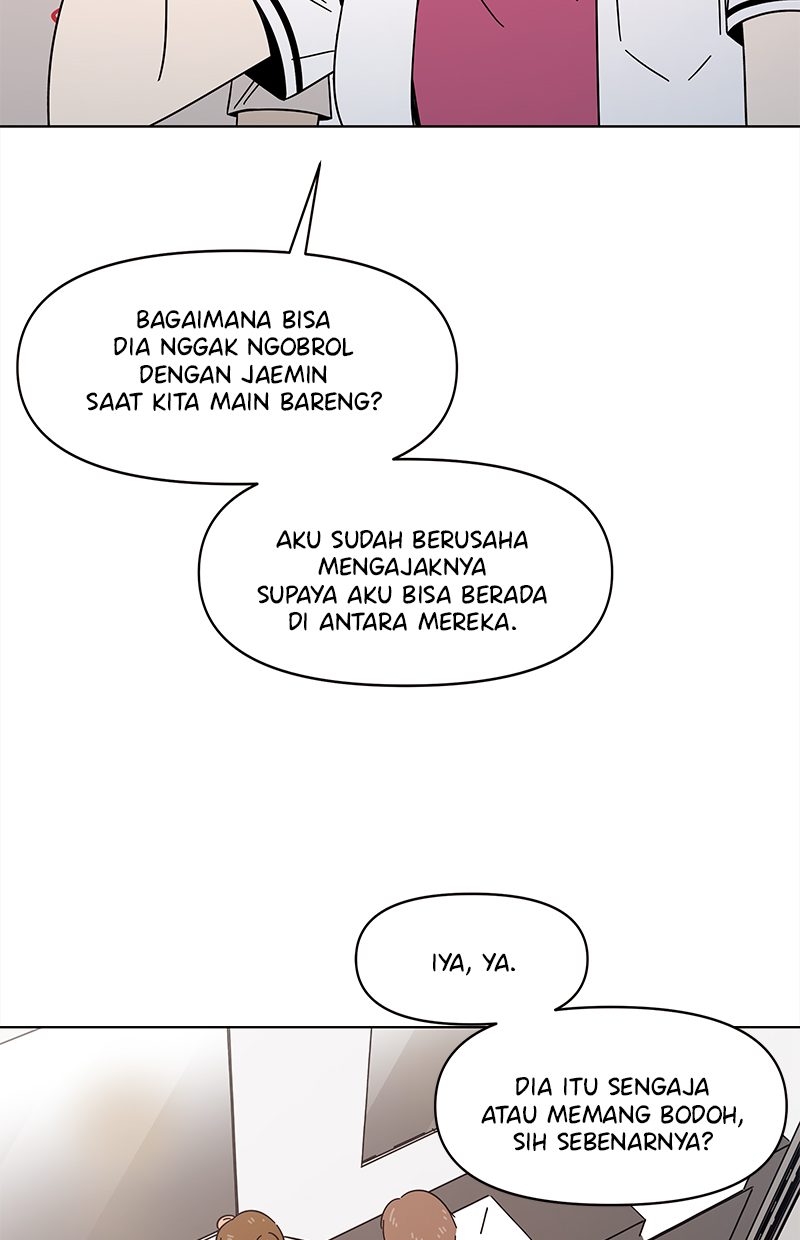 BAGAIMANA BISA
DIA NGGAK NGOBROL
DENGAN JAEMIN
SAAT KITA MAIN BARENG?
AKU SUDAH BERUSAHA
MENGAJAKNYA
SUPAYA AKU BISA BERADA
DI ANTARA MEREKA.
IYA, YA.
DIA ITU SENGAJA
ATAU MEMANG BODOH,
SIH SEBENARNYA?